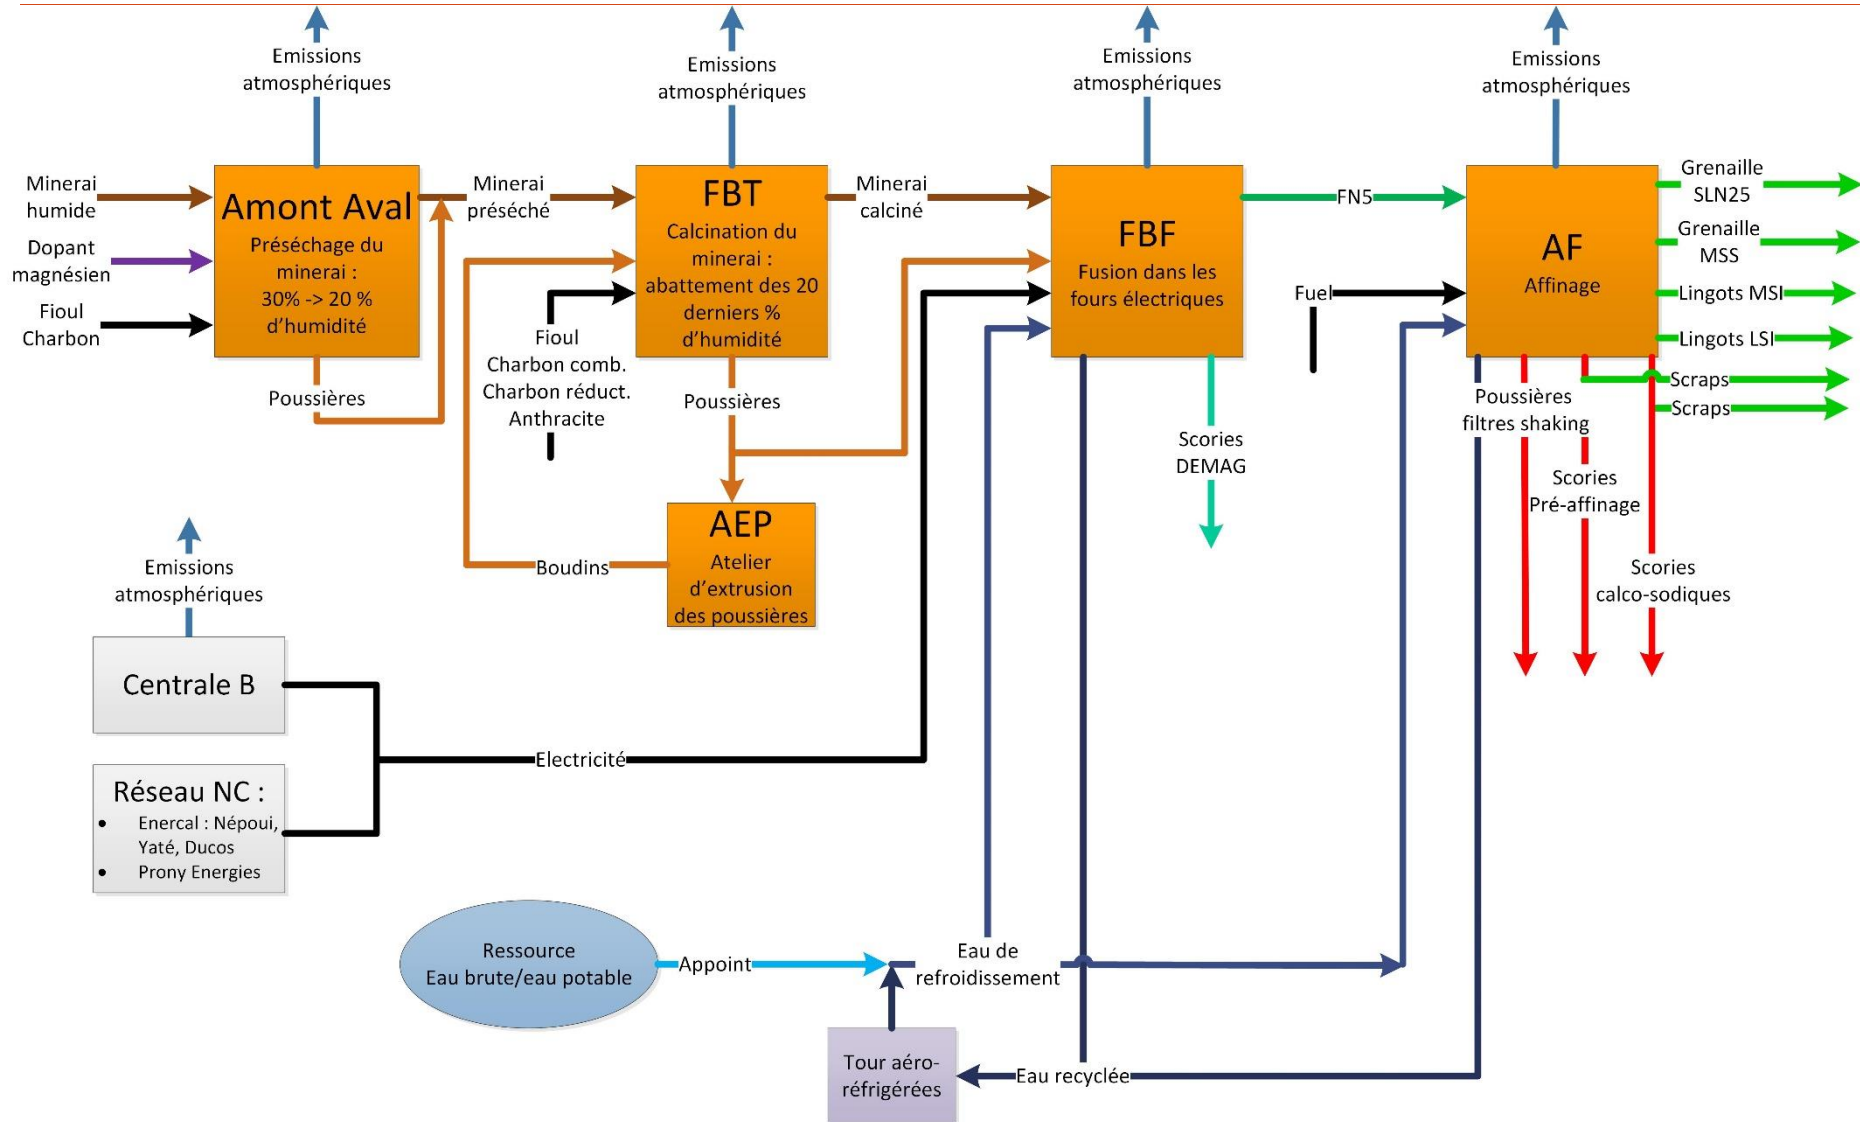 Emissions
atmosphériques
Emissions
atmosphériques
Emissions
atmosphériques
Emissions
atmosphériques
Minerai
humide
Dopant
magnésien
Fioul
Charbon
Amont Aval
Préséchage du
minerai :
30% -> 20 %
d’humidité
Poussières
Minerai
préséché
FBT
Calcination du
minerai :
abattement des 20
derniers %
d’humidité
Fioul
Charbon comb.
Charbon réduct.
Anthracite
Poussières
Minerai
calciné
AEP
Atelier
d’extrusion
des poussières
Boudins
FBF
Fusion dans les
fours électriques
Scories
DEMAG
FN5
Fuel
AF
Affinage
Grenaille
SLN25
Grenaille
MSS
Lingots MSI
Lingots LSI
Scraps
Scraps
Poussières
filtres shaking
Scories
Pré-affinage
Scories
calco-sodiques
Emissions
atmosphériques
Centrale B
Réseau NC :
• Enercal : Népoui,
Yaté, Ducos
• Prony Energies
Electricité
Ressource
Eau brute/eau potable
Appoint
Eau de
refroidissement
Tour aéro-
réfrigérées
Eau recyclée